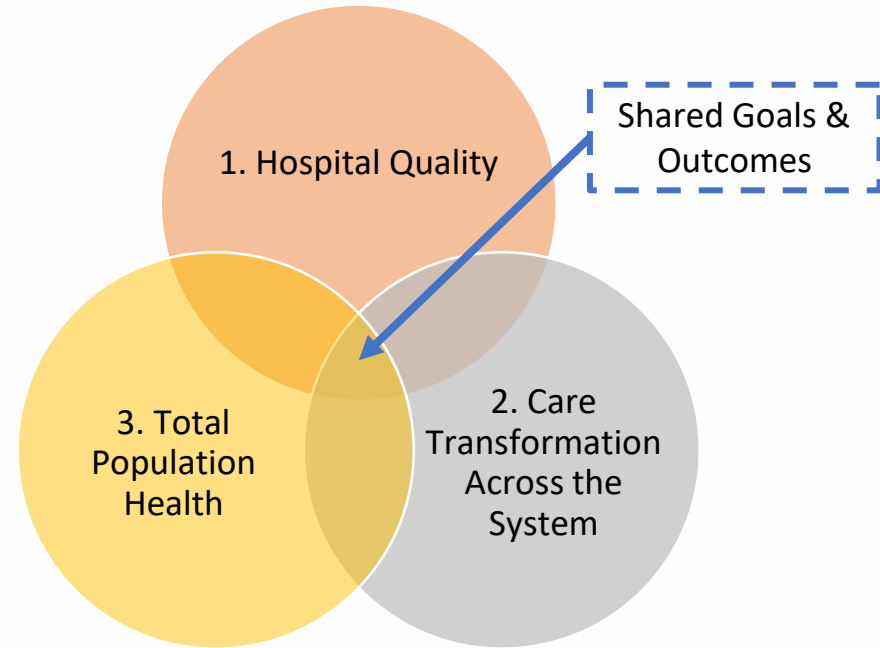 1. Hospital Quality
Shared Goals &
Outcomes
3. Total
Population
Health
2. Care
Transformation
Across the
System